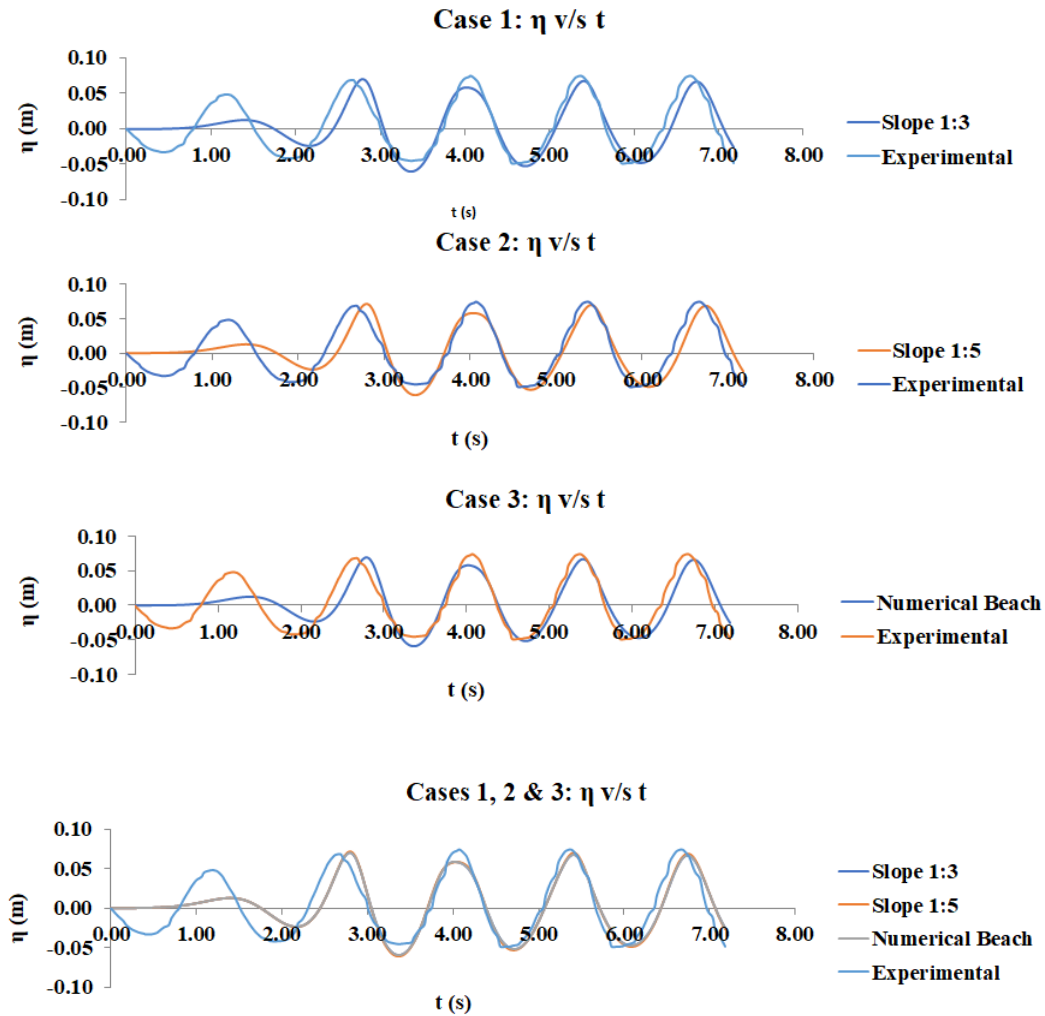 Case 1: η v/s t
0.10
0.05
0.00
-0.05
-0.10
η (m)
0.00 1.00 2.00 3.00 4.00 5.00 6.00 7.00 8.00
t (s)
Slope 1:3
Experimental
Case 2: η v/s t
0.10
0.05
0.00
-0.05
-0.10
η (m)
0.00 1.00 2.00 3.00 4.00 5.00 6.00 7.00 8.00
t (s)
Slope 1:5
Experimental
Case 3: η v/s t
0.10
0.05
0.00
-0.05
-0.10
η (m)
0.00 1.00 2.00 3.00 4.00 5.00 6.00 7.00 8.00
t (s)
Numerical Beach
Experimental
Cases 1, 2 & 3: η v/s t
0.10
0.05
0.00
-0.05
-0.10
η (m)
0.00 1.00 2.00 3.00 4.00 5.00 6.00 7.00 8.00
t (s)
Slope 1:3
Slope 1:5
Numerical Beach
Experimental